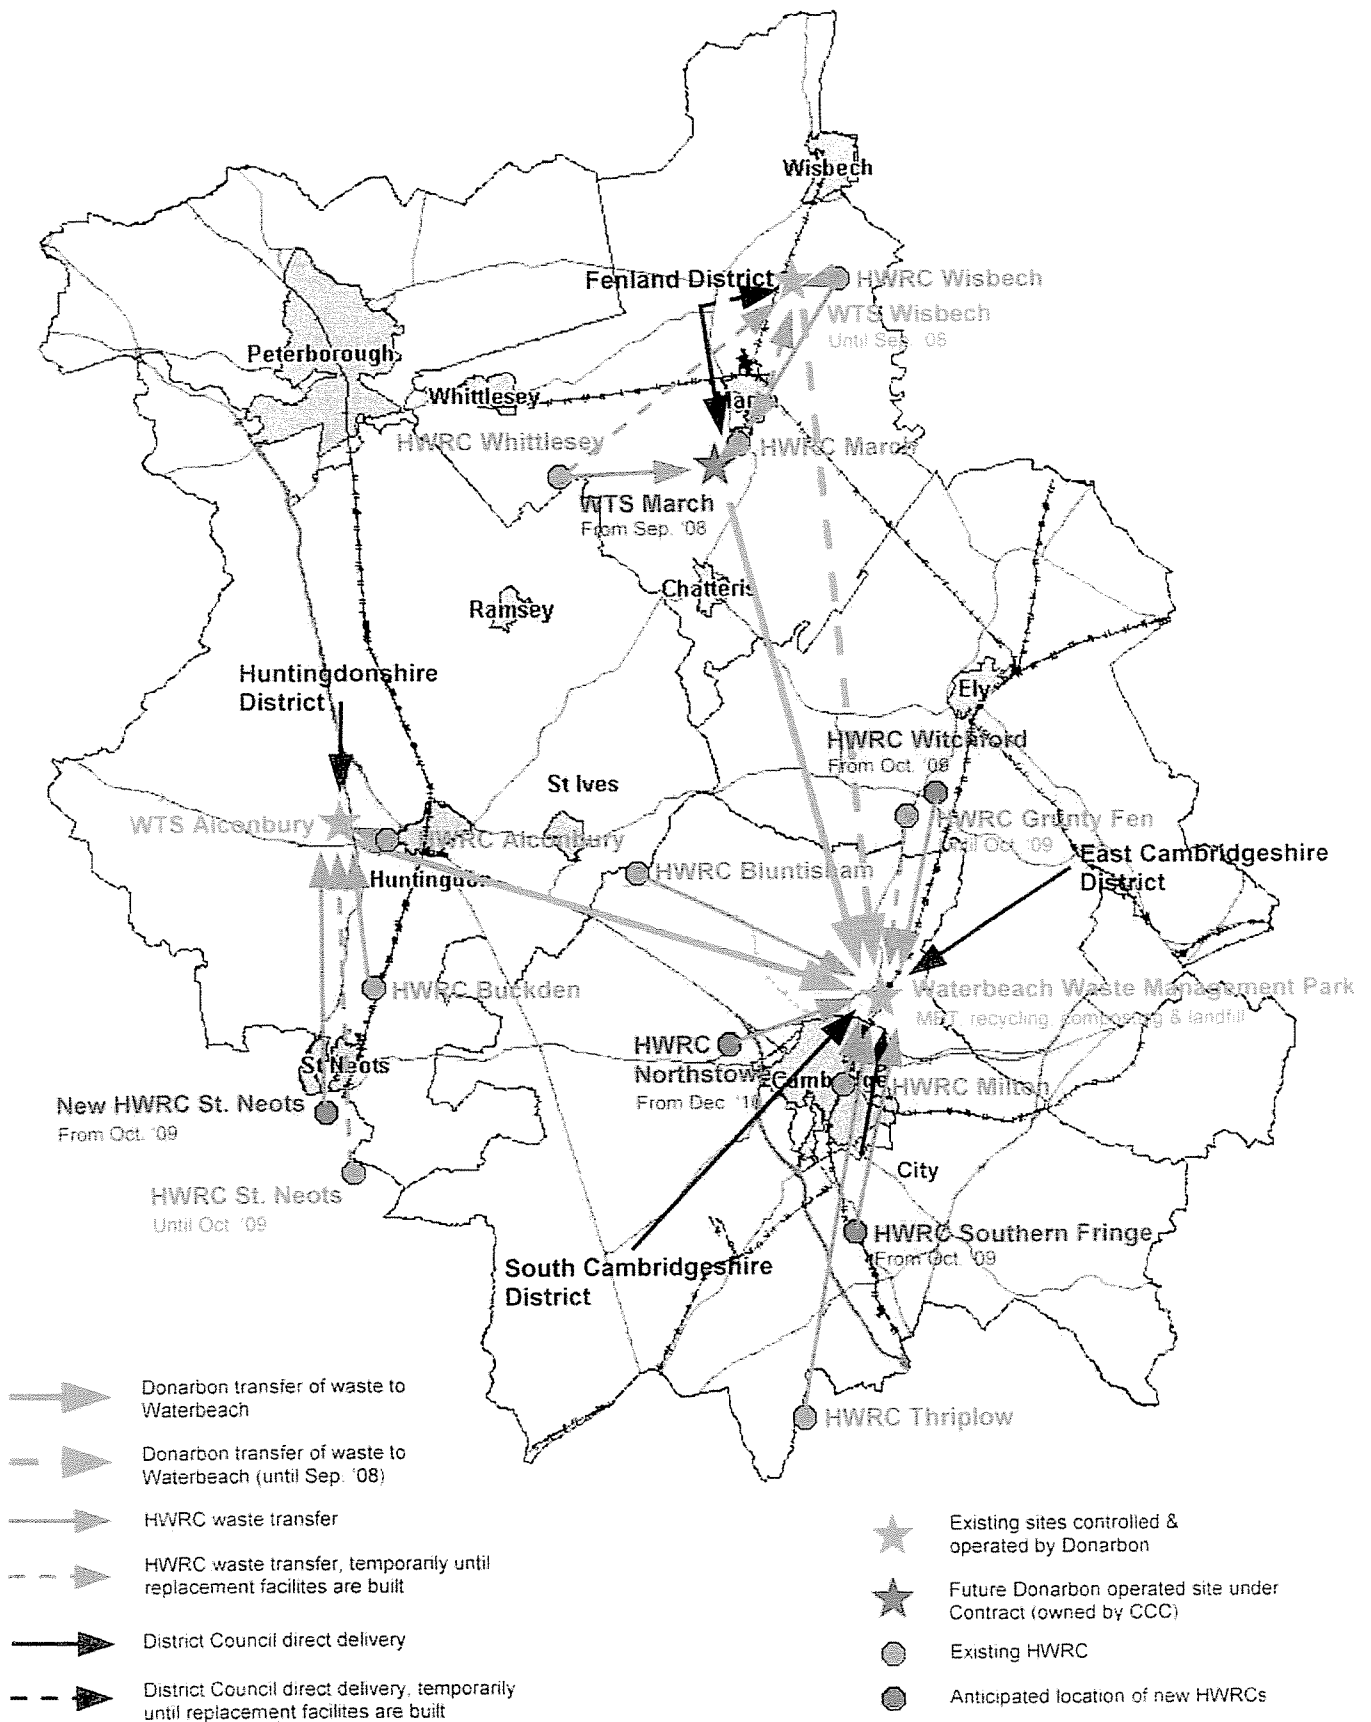 Wisbech
Fenland District
HWRC Wisbech
WTS Wisbech
Until Sep. '08
Peterborough
Whittlesey
HWRC Whittlesey
HWRC March
WTS March
From Sep. '08
Chatteris
Ramsey
Huntingdonshire
District
Ely
HWRC Witchford
From Oct. '09
St Ives
WTS Alconbury
HWRC Alconbury
HWRC Grunty Fen
Until Oct. '09
East Cambridgeshire
District
HWRC Bluntisham
Huntingdon
HWRC Buckden
Waterbeach Waste Management Park
MBT, recycling, composting & landfill
HWRC
Northstowe
From Dec '10
St Neots
Cambridge
HWRC Milton
New HWRC St. Neots
From Oct. '09
City
HWRC St. Neots
Until Oct. '09
HWRC Southern Fringe
From Oct. '09
South Cambridgeshire
District
HWRC Thriplow
Donarbon transfer of waste to
Waterbeach
Donarbon transfer of waste to
Waterbeach (until Sep. '08)
HWRC waste transfer
HWRC waste transfer, temporarily until
replacement facilites are built
District Council direct delivery
District Council direct delivery, temporarily
until replacement facilites are built
Existing sites controlled &
operated by Donarbon
Future Donarbon operated site under
Contract (owned by CCC)
Existing HWRC
Anticipated location of new HWRCs